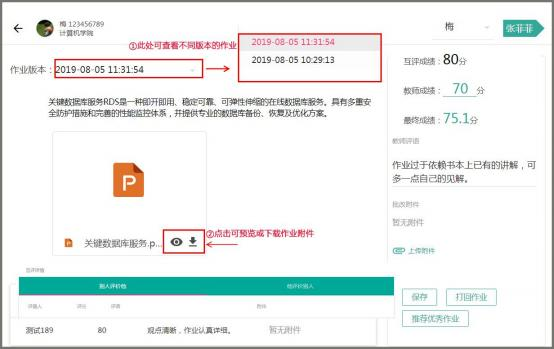 梅 123456789
计算机学院
梅
张菲菲
①此处可查看不同版本的作业
2019-08-05 11:31:54
2019-08-05 10:29:13
作业版本：
2019-08-05 11:31:54
互评成绩：80分
教师成绩：70 分
最终成绩：75.1分
教师评语
作业过于依赖书本上已有的讲解，可
多一点自己的见解。
批改附件
暂无附件
上传附件
关键数据库服务RDS是一种即开即用、稳定可靠、可弹性伸缩的在线数据库服务。具有多重安
全防护措施和完善的性能监控体系，并提供专业的数据库备份、恢复及优化方案。
P
关键数据库服务.p...
②点击可预览或下载作业附件
别人评价他
他评价别人
评委人
评分
评语
附件
测试189
80
观点清晰，作业认真详细。
暂无附件
保存
打回作业
推荐优秀作业